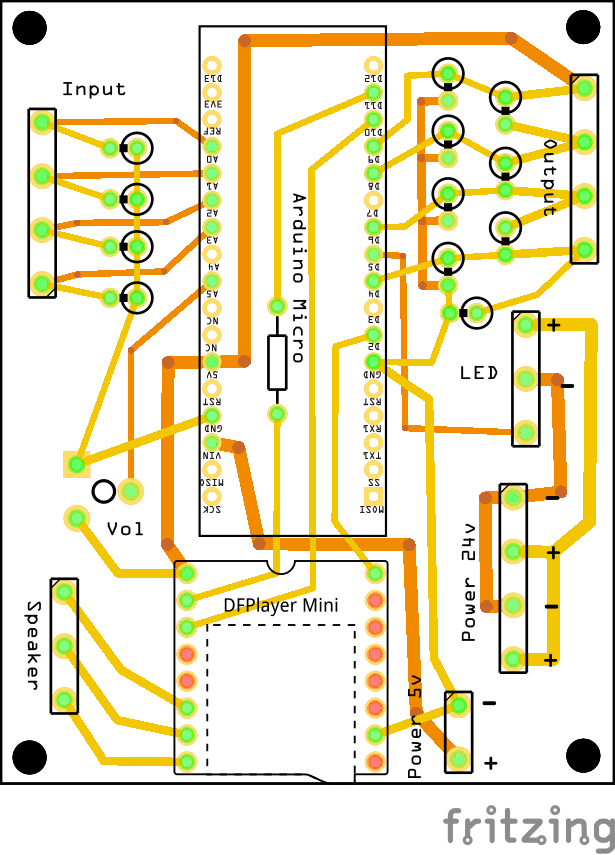 Input
Output
Arduino Micro
D13
3V3
REF
A0
A1
A2
A3
A4
A5
NC
NC
5V
RST
GND
VIN
MISO
SCK
D12
D11
D10
D9
D8
D7
D6
D5
D4
D3
D2
GND
RST
RX1
TX1
SS
MOSI
LED
+
-
Vol
Power 24v
-
+
-
+
DFPlayer Mini
Speaker
Power 5v
-
+
fritzing